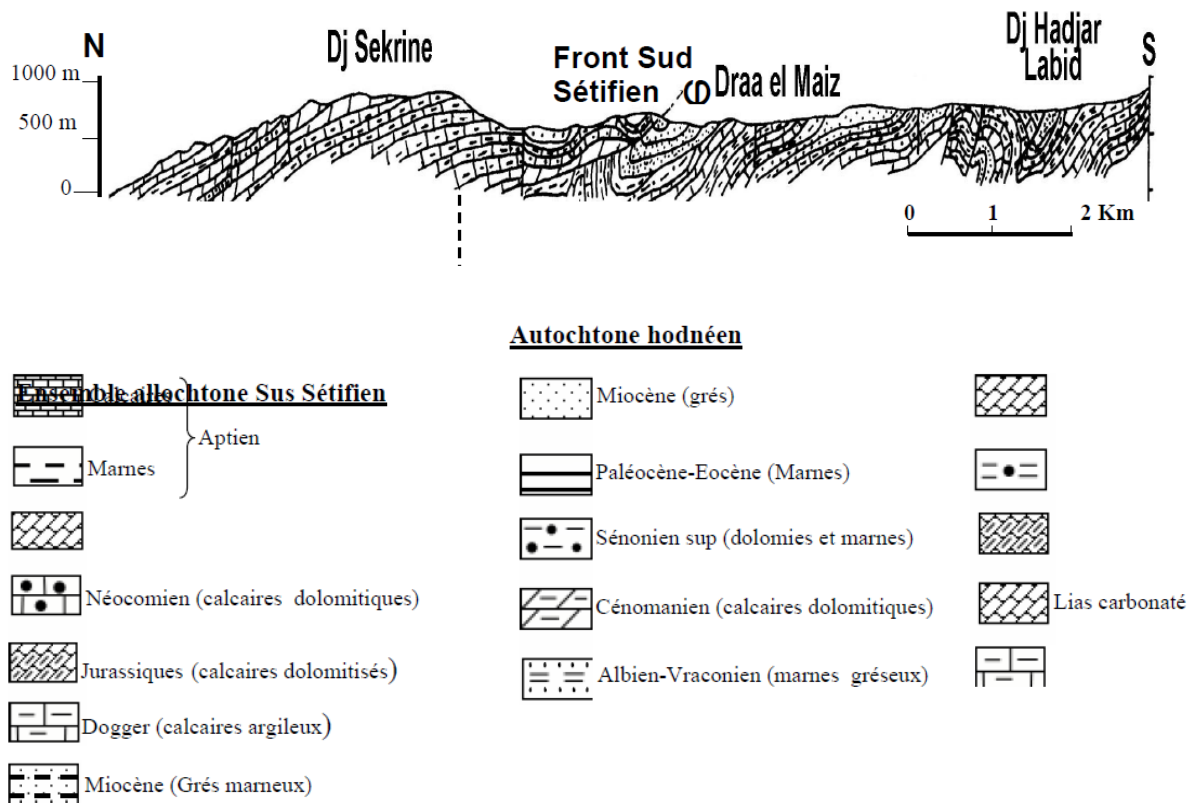 N
Dj Sekrine
Front Sud
Sétifien
φ
Draa el Maiz
Dj Hadjar
Labid
S
1000 m
500 m
0
0 1 2 Km
Autochtone hodnéen
Ensemble allochtone Sus Sétifien
calcaires
Marnes
Aptien
Néocomien (calcaires dolomitiques)
Jurassiques (calcaires dolomitisés)
Dogger (calcaires argileux)
Miocène (Grés marneux)
Miocène (grés)
Paléocène-Eocène (Marnes)
Sénonien sup (dolomies et marnes)
Cénomanien (calcaires dolomitiques)
Albien-Vraconien (marnes gréseux)
Lias carbonaté